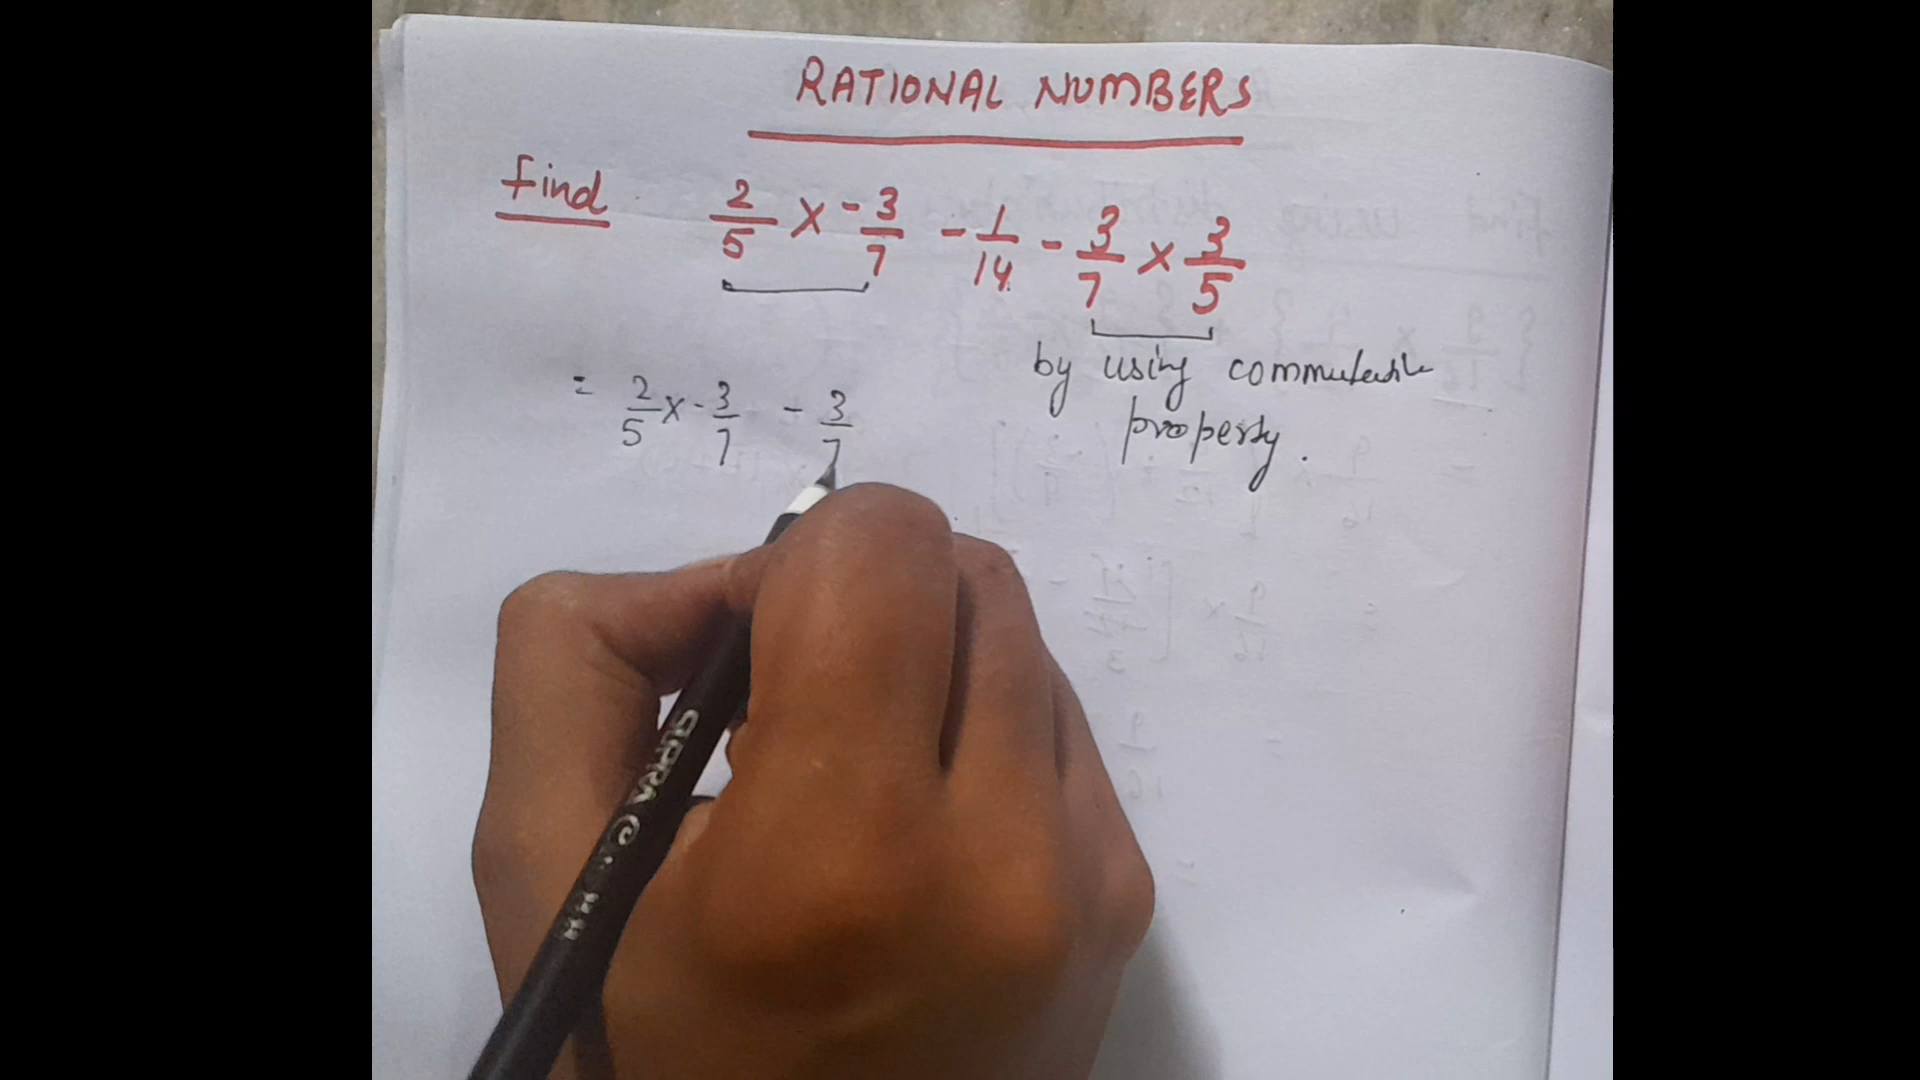 RATIONAL NUMBERS
find 2/5 × -3/7 - 1/14 - 3/7 × 3/5
by using commutative
property.
= 2/5 × -3/7 - 3/7
SUPRA